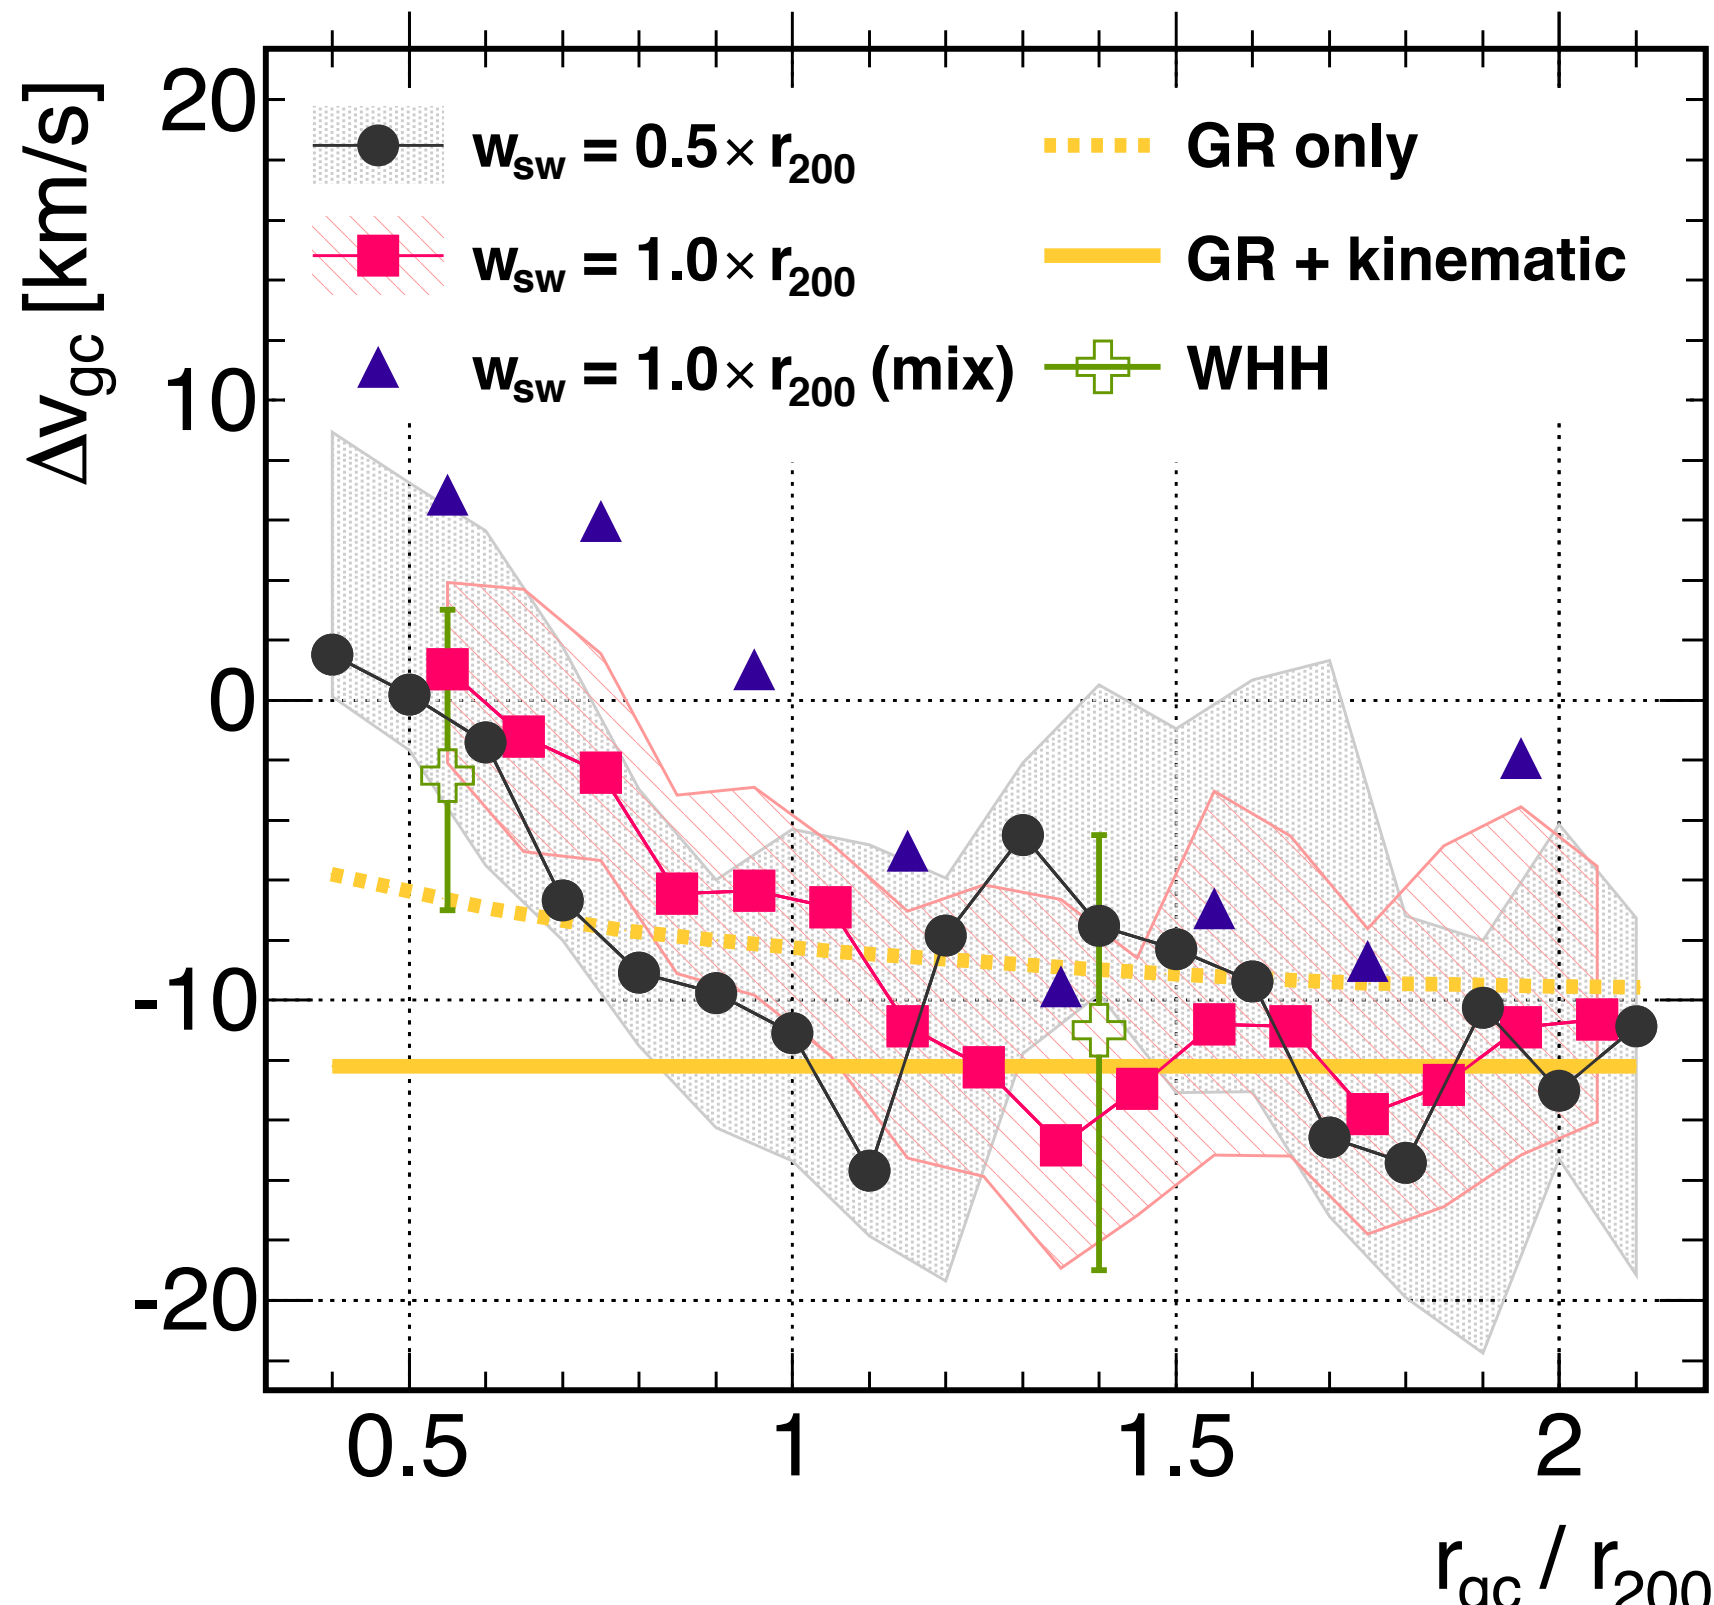 Δv_gc [km/s]
20
10
0
-10
-20
w_sw = 0.5× r_200
w_sw = 1.0× r_200
w_sw = 1.0× r_200 (mix)
GR only
GR + kinematic
WHH
0.5 1 1.5 2
r_gc / r_200